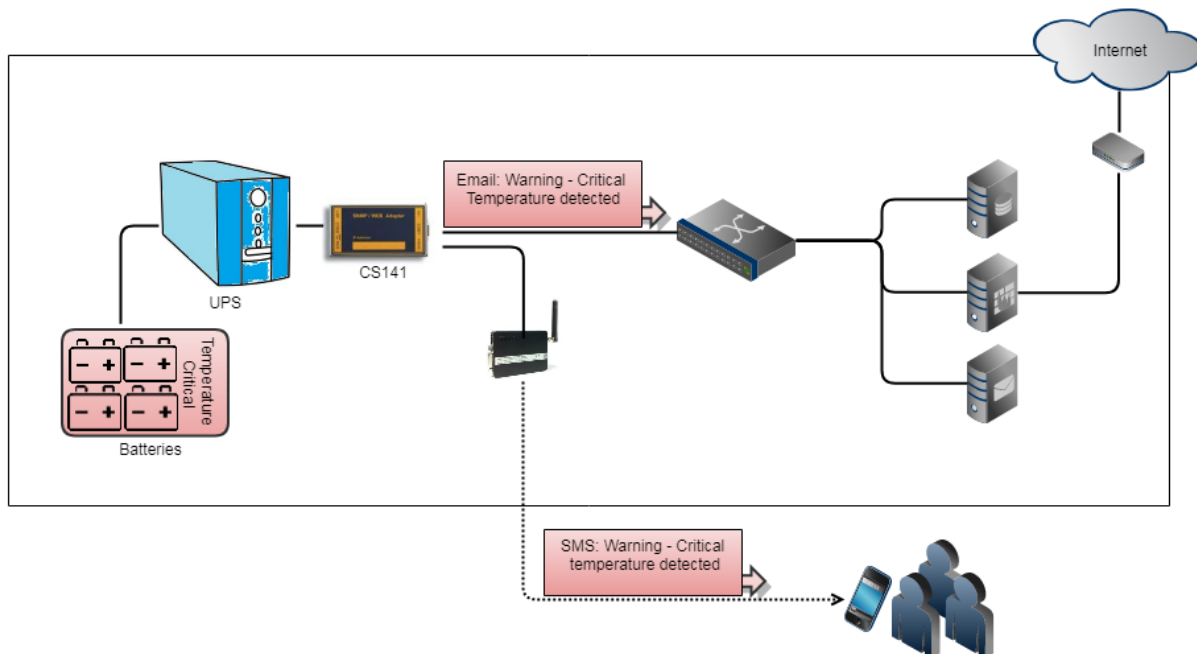 Internet
Email: Warning - Critical
Temperature detected
UPS
CS141
Temperature
Critical
Batteries
SMS: Warning - Critical
temperature detected